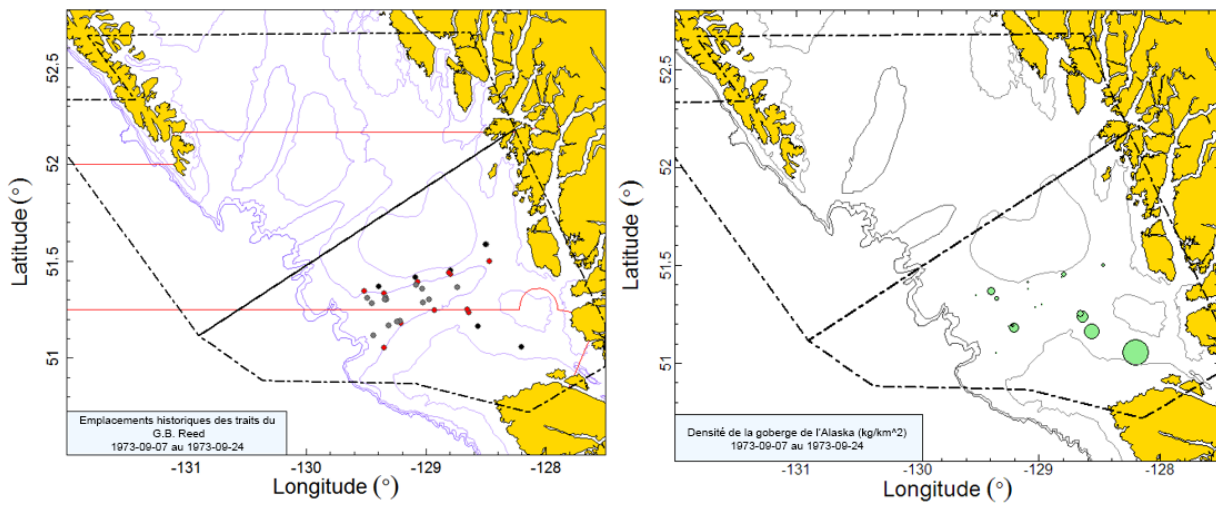 52.5
52
51.5
51
Latitude (°)
Emplacements historiques des traits du
G.B. Reed
1973-09-07 au 1973-09-24
-131
-130
-129
-128
Longitude (°)
52.5
52
51.5
51
Latitude (°)
Densité de la goberge de l'Alaska (kg/km^2)
1973-09-07 au 1973-09-24
-131
-130
-129
-128
Longitude (°)